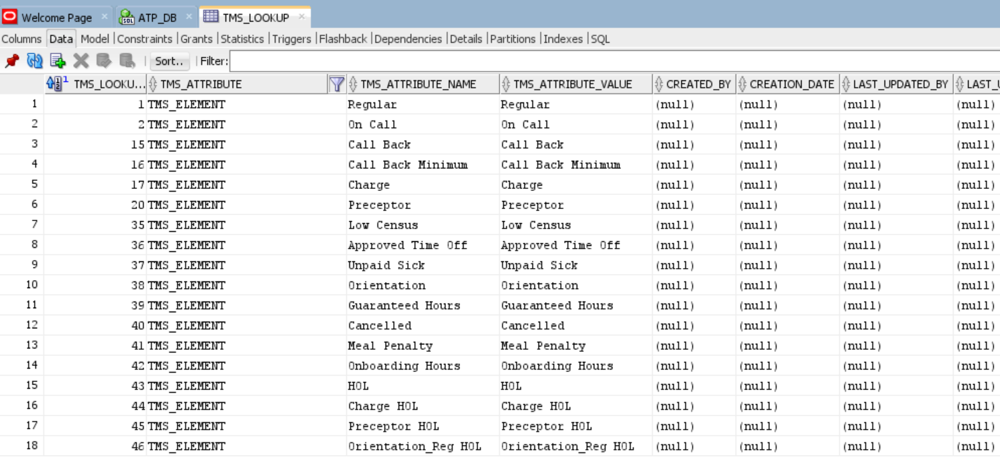 Welcome Page × ATP_DB × TMS_LOOKUP ×
Columns Data Model |Constraints |Grants |Statistics |Triggers |Flashback |Dependencies |Details |Partitions |Indexes |SQL
Sort.. Filter:
TMS_LOOKU... TMS_ATTRIBUTE TMS_ATTRIBUTE_NAME TMS_ATTRIBUTE_VALUE CREATED_BY CREATION_DATE LAST_UPDATED_BY LAST_U
1 1 TMS_ELEMENT Regular Regular (null) (null) (null) (null)
2 2 TMS_ELEMENT On Call On Call (null) (null) (null) (null)
3 15 TMS_ELEMENT Call Back Call Back (null) (null) (null) (null)
4 16 TMS_ELEMENT Call Back Minimum Call Back Minimum (null) (null) (null) (null)
5 17 TMS_ELEMENT Charge Charge (null) (null) (null) (null)
6 20 TMS_ELEMENT Preceptor Preceptor (null) (null) (null) (null)
7 35 TMS_ELEMENT Low Census Low Census (null) (null) (null) (null)
8 36 TMS_ELEMENT Approved Time Off Approved Time Off (null) (null) (null) (null)
9 37 TMS_ELEMENT Unpaid Sick Unpaid Sick (null) (null) (null) (null)
10 38 TMS_ELEMENT Orientation Orientation (null) (null) (null) (null)
11 39 TMS_ELEMENT Guaranteed Hours Guaranteed Hours (null) (null) (null) (null)
12 40 TMS_ELEMENT Cancelled Cancelled (null) (null) (null) (null)
13 41 TMS_ELEMENT Meal Penalty Meal Penalty (null) (null) (null) (null)
14 42 TMS_ELEMENT Onboarding Hours Onboarding Hours (null) (null) (null) (null)
15 43 TMS_ELEMENT HOL HOL (null) (null) (null) (null)
16 44 TMS_ELEMENT Charge HOL Charge HOL (null) (null) (null) (null)
17 45 TMS_ELEMENT Preceptor HOL Preceptor HOL (null) (null) (null) (null)
18 46 TMS_ELEMENT Orientation_Reg HOL Orientation_Reg HOL (null) (null) (null) (null)